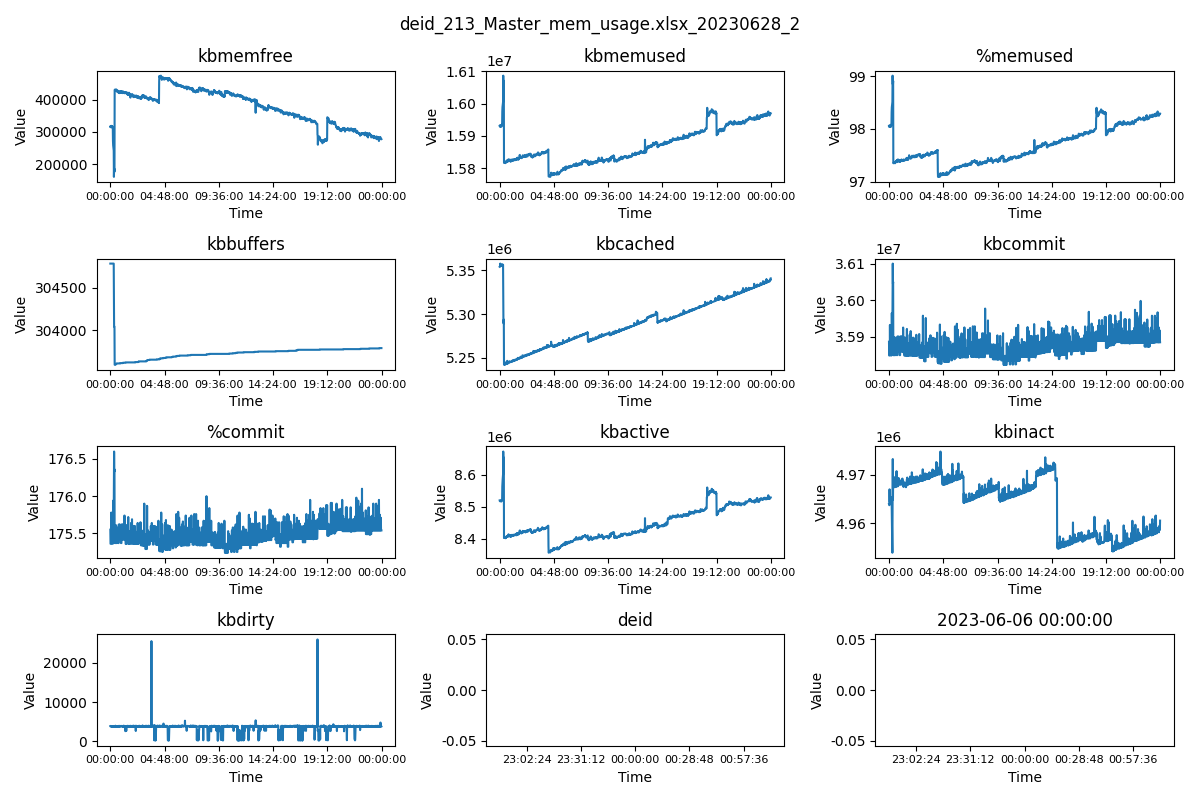 deid_213_Master_mem_usage.xlsx_20230628_2
kbmemfree
Value
400000
300000
200000
00:00:00 04:48:00 09:36:00 14:24:00 19:12:00 00:00:00
Time
kbmemused
1e7
Value
1.61
1.60
1.59
1.58
00:00:00 04:48:00 09:36:00 14:24:00 19:12:00 00:00:00
Time
%memused
Value
99
98
97
00:00:00 04:48:00 09:36:00 14:24:00 19:12:00 00:00:00
Time
kbbuffers
Value
304500
304000
00:00:00 04:48:00 09:36:00 14:24:00 19:12:00 00:00:00
Time
kbcached
1e6
Value
5.35
5.30
5.25
00:00:00 04:48:00 09:36:00 14:24:00 19:12:00 00:00:00
Time
kbcommit
1e7
Value
3.61
3.60
3.59
00:00:00 04:48:00 09:36:00 14:24:00 19:12:00 00:00:00
Time
%commit
Value
176.5
176.0
175.5
00:00:00 04:48:00 09:36:00 14:24:00 19:12:00 00:00:00
Time
kbactive
1e6
Value
8.6
8.5
8.4
00:00:00 04:48:00 09:36:00 14:24:00 19:12:00 00:00:00
Time
kbinact
1e6
Value
4.97
4.96
00:00:00 04:48:00 09:36:00 14:24:00 19:12:00 00:00:00
Time
kbdirty
Value
20000
10000
0
00:00:00 04:48:00 09:36:00 14:24:00 19:12:00 00:00:00
Time
deid
Value
0.05
0.00
-0.05
23:02:24 23:31:12 00:00:00 00:28:48 00:57:36
Time
2023-06-06 00:00:00
Value
0.05
0.00
-0.05
23:02:24 23:31:12 00:00:00 00:28:48 00:57:36
Time